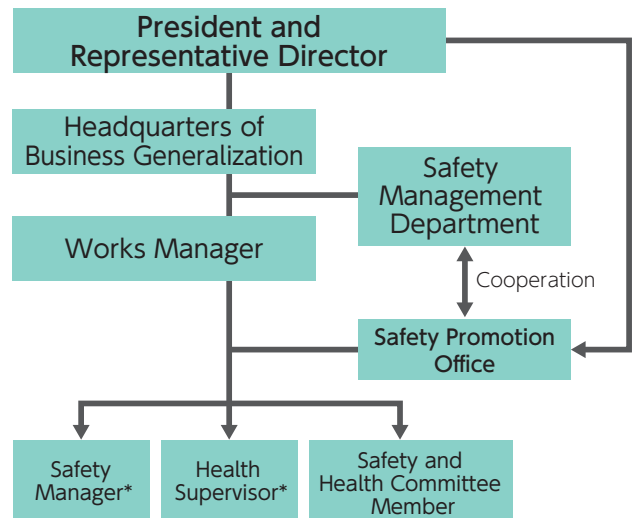 President and
Representative Director
Headquarters of
Business Generalization
Safety
Management
Department
Works Manager
Cooperation
Safety Promotion
Office
Safety
Manager*
Health
Supervisor*
Safety and
Health Committee
Member